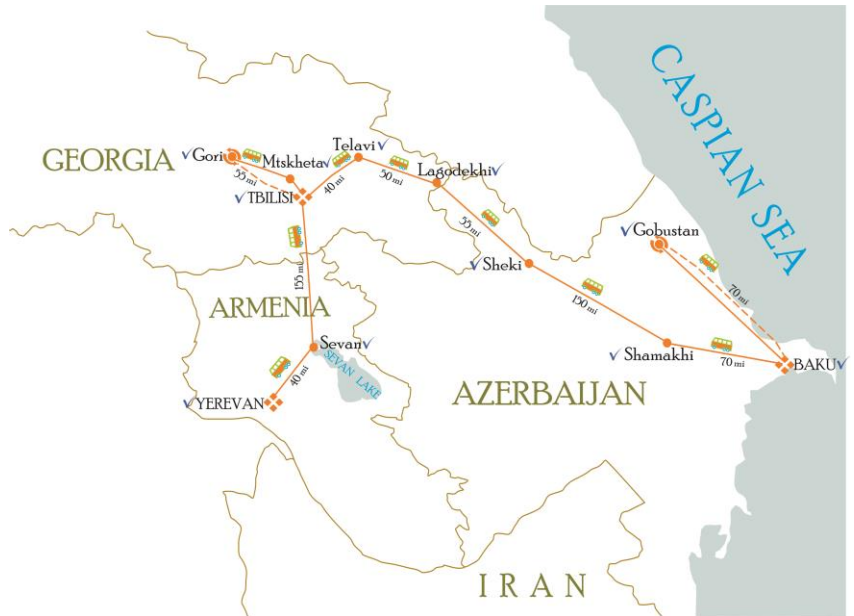 CASPIAN SEA
GEORGIA
Gori
Mtskheta
Telavi
55 mi
TBILISI
40 mi
50 mi
Lagodekhi
55 mi
Sheki
Gobustan
70 mi
155 mi
150 mi
ARMENIA
Sevan
SEVAN LAKE
40 mi
YEREVAN
Shamakhi
70 mi
BAKU
AZERBAIJAN
IRAN